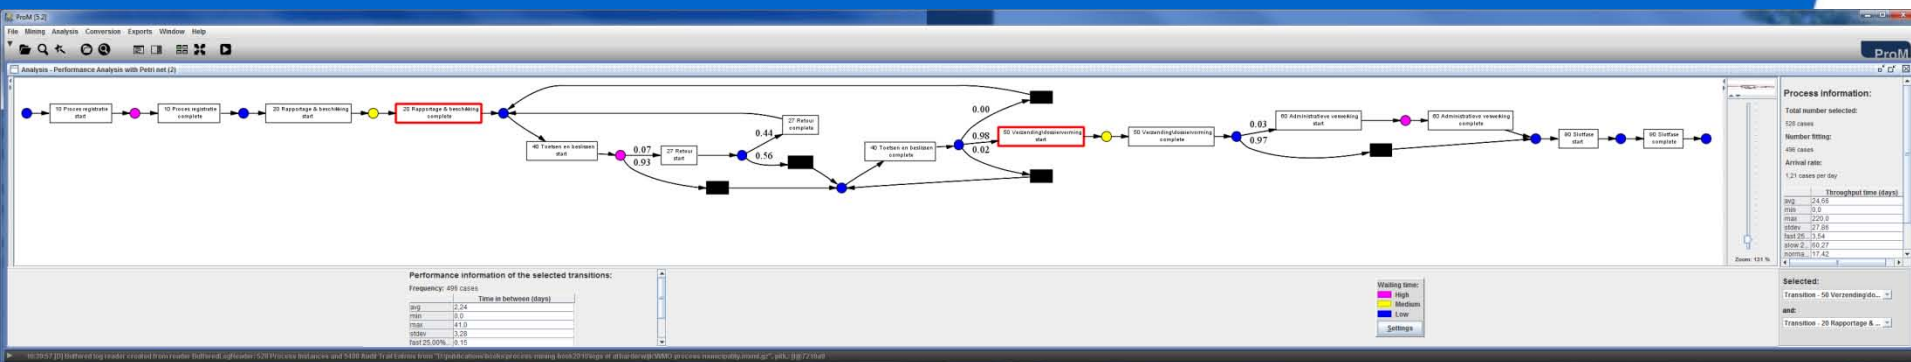 ProM [5.2]
File Mining Analysis Conversion Exports Window Help
ProM
Analysis - Performance Analysis with Petri net (2)
10 Proces registratie
start
10 Proces registratie
complete
20 Rapportage & beschikking
start
20 Rapportage & beschikking
complete
40 Toetsen en beslissen
start
0.07
0.93
27 Retour
start
0.44
0.56
27 Retour
complete
40 Toetsen en beslissen
complete
0.00
0.98
0.02
50 Verzending/dossiervorming
start
50 Verzending/dossiervorming
complete
0.03
0.97
60 Administratieve verwerking
start
60 Administratieve verwerking
complete
90 Slotfase
start
90 Slotfase
complete
Zoom: 121 %
Process information:
Total number selected:
528 cases
Number fitting:
496 cases
Arrival rate:
1,21 cases per day
Throughput time (days)
avg 24,66
min 0,0
max 220,0
stdev 27,86
fast 25... 3,54
slow 2... 60,27
norma... 17,42
Performance information of the selected transitions:
Frequency: 496 cases
Time in between (days)
avg 2,24
min 0,0
max 41,0
stdev 3,28
fast 25,00%... 0,15
Waiting time:
High
Medium
Low
Settings
Selected:
Transition - 50 Verzending/do...
and:
Transition - 20 Rapportage & ...